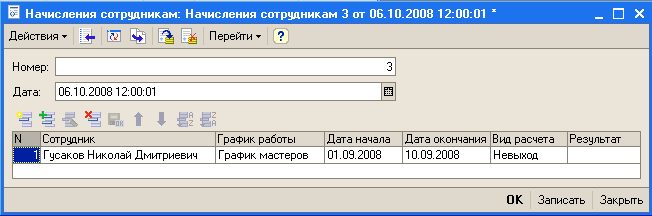 Начисления сотрудникам: Начисления сотрудникам 3 от 06.10.2008 12:00:01 *
Действия Перейти ?
Номер: 3
Дата: 06.10.2008 12:00:01
N Сотрудник График работы Дата начала Дата окончания Вид расчета Результат
1 Гусаков Николай Дмитриевич График мастеров 01.09.2008 10.09.2008 Невыход
OK Записать Закрыть